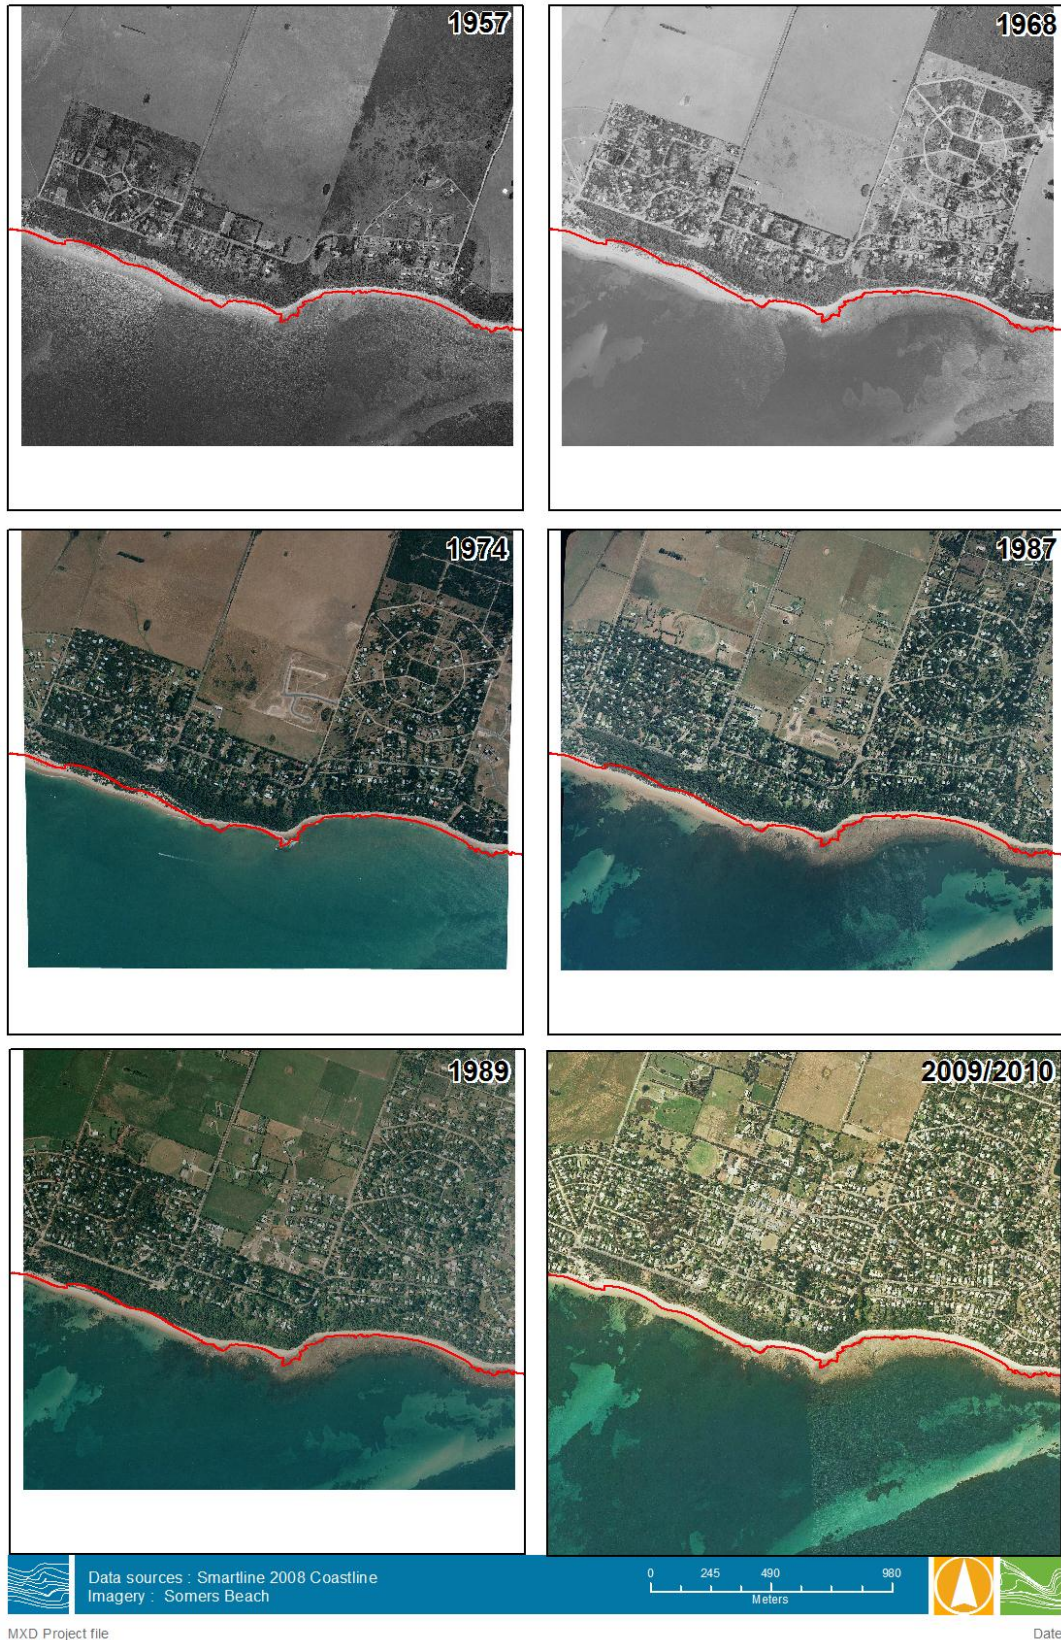 1957
1968
1974
1987
1989
2009/2010
Data sources : Smartline 2008 Coastline
Imagery : Somers Beach
0 245 490 980
Meters
MXD Project file
Date